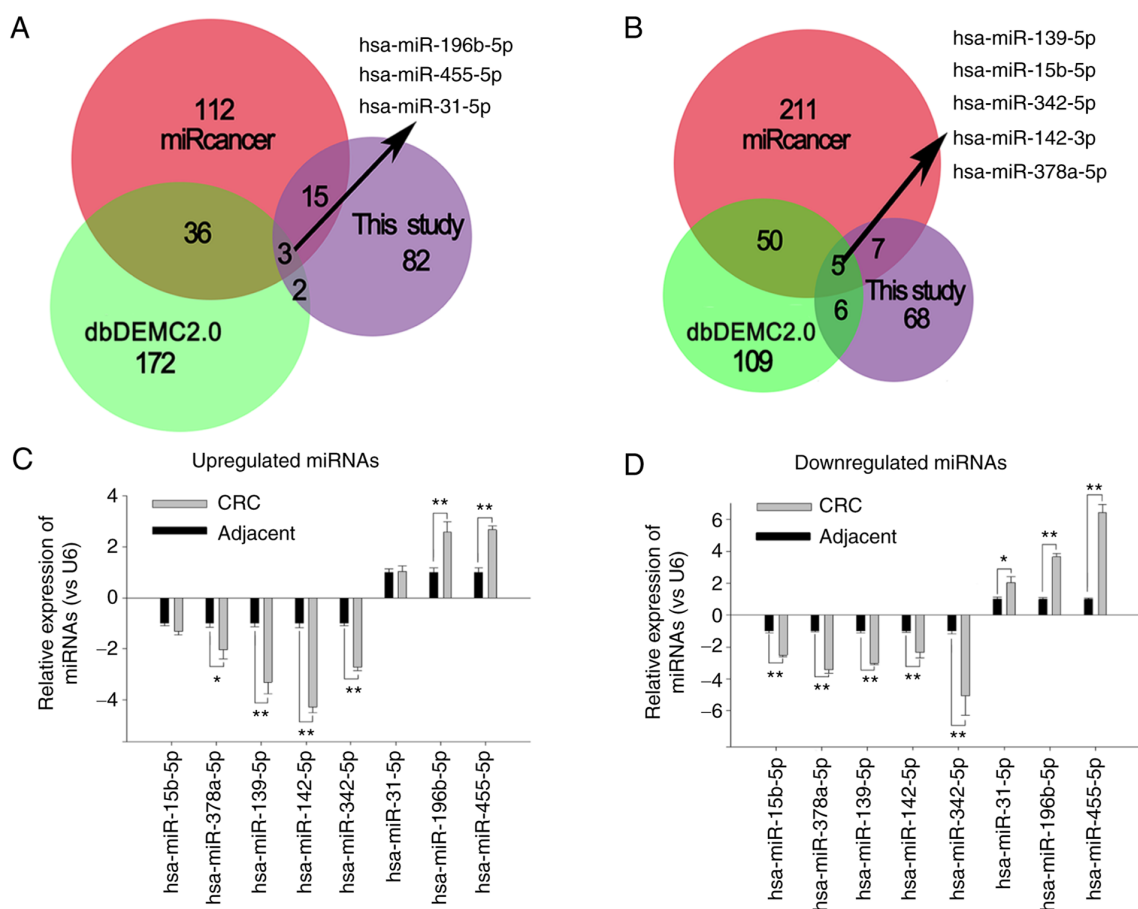 A
hsa-miR-196b-5p
hsa-miR-455-5p
hsa-miR-31-5p
112
miRcancer
15
36
3
This study
82
2
dbDEMC2.0
172
B
hsa-miR-139-5p
hsa-miR-15b-5p
hsa-miR-342-5p
hsa-miR-142-3p
hsa-miR-378a-5p
211
miRcancer
50
7
5
6
This study
68
dbDEMC2.0
109
C
Upregulated miRNAs
CRC
Adjacent
Relative expression of
miRNAs (vs U6)
4
2
0
−2
−4
*
**
**
**
**
**
hsa-miR-15b-5p
hsa-miR-378a-5p
hsa-miR-139-5p
hsa-miR-142-5p
hsa-miR-342-5p
hsa-miR-31-5p
hsa-miR-196b-5p
hsa-miR-455-5p
D
Downregulated miRNAs
CRC
Adjacent
Relative expression of
miRNAs (vs U6)
6
4
2
0
−2
−4
−6
**
**
**
**
**
*
**
**
hsa-miR-15b-5p
hsa-miR-378a-5p
hsa-miR-139-5p
hsa-miR-142-5p
hsa-miR-342-5p
hsa-miR-31-5p
hsa-miR-196b-5p
hsa-miR-455-5p